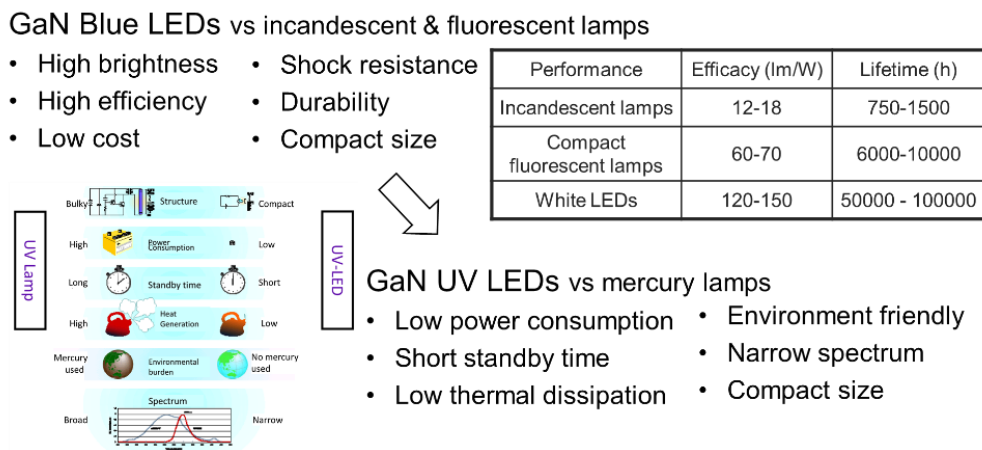 GaN Blue LEDs vs incandescent & fluorescent lamps
• High brightness
• High efficiency
• Low cost
• Shock resistance
• Durability
• Compact size
Performance Efficacy (lm/W) Lifetime (h)
Incandescent lamps 12-18 750-1500
Compact
fluorescent lamps 60-70 6000-10000
White LEDs 120-150 50000 - 100000
UV Lamp
UV-LED
Bulky Structure Compact
High Power
Consumption Low
Long Standby time Short
High Heat
Generation Low
Mercury
used Environmental
burden No mercury
used
Spectrum
Broad Narrow
GaN UV LEDs vs mercury lamps
• Low power consumption
• Short standby time
• Low thermal dissipation
• Environment friendly
• Narrow spectrum
• Compact size